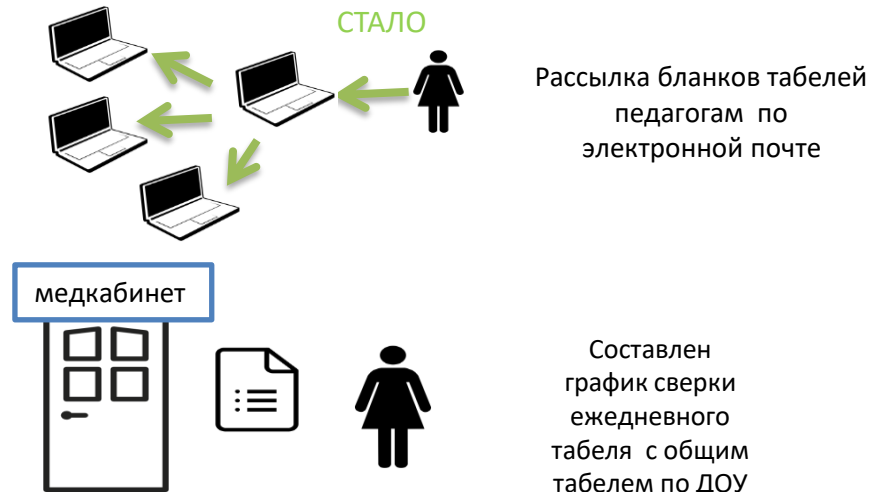 СТАЛО
Рассылка бланков табелей
педагогам по
электронной почте
медкабинет
Составлен
график сверки
ежедневного
табеля с общим
табелем по ДОУ